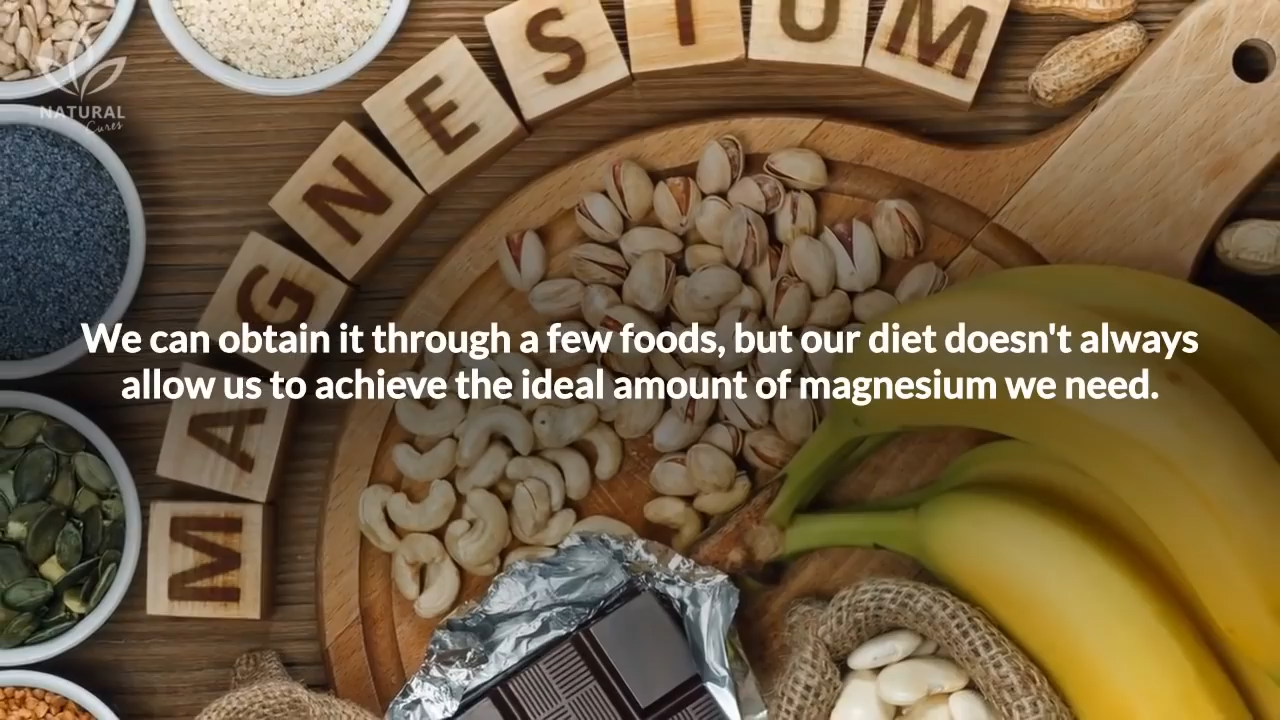 MAGNESIUM
NATURAL
Cures
We can obtain it through a few foods, but our diet doesn't always
allow us to achieve the ideal amount of magnesium we need.